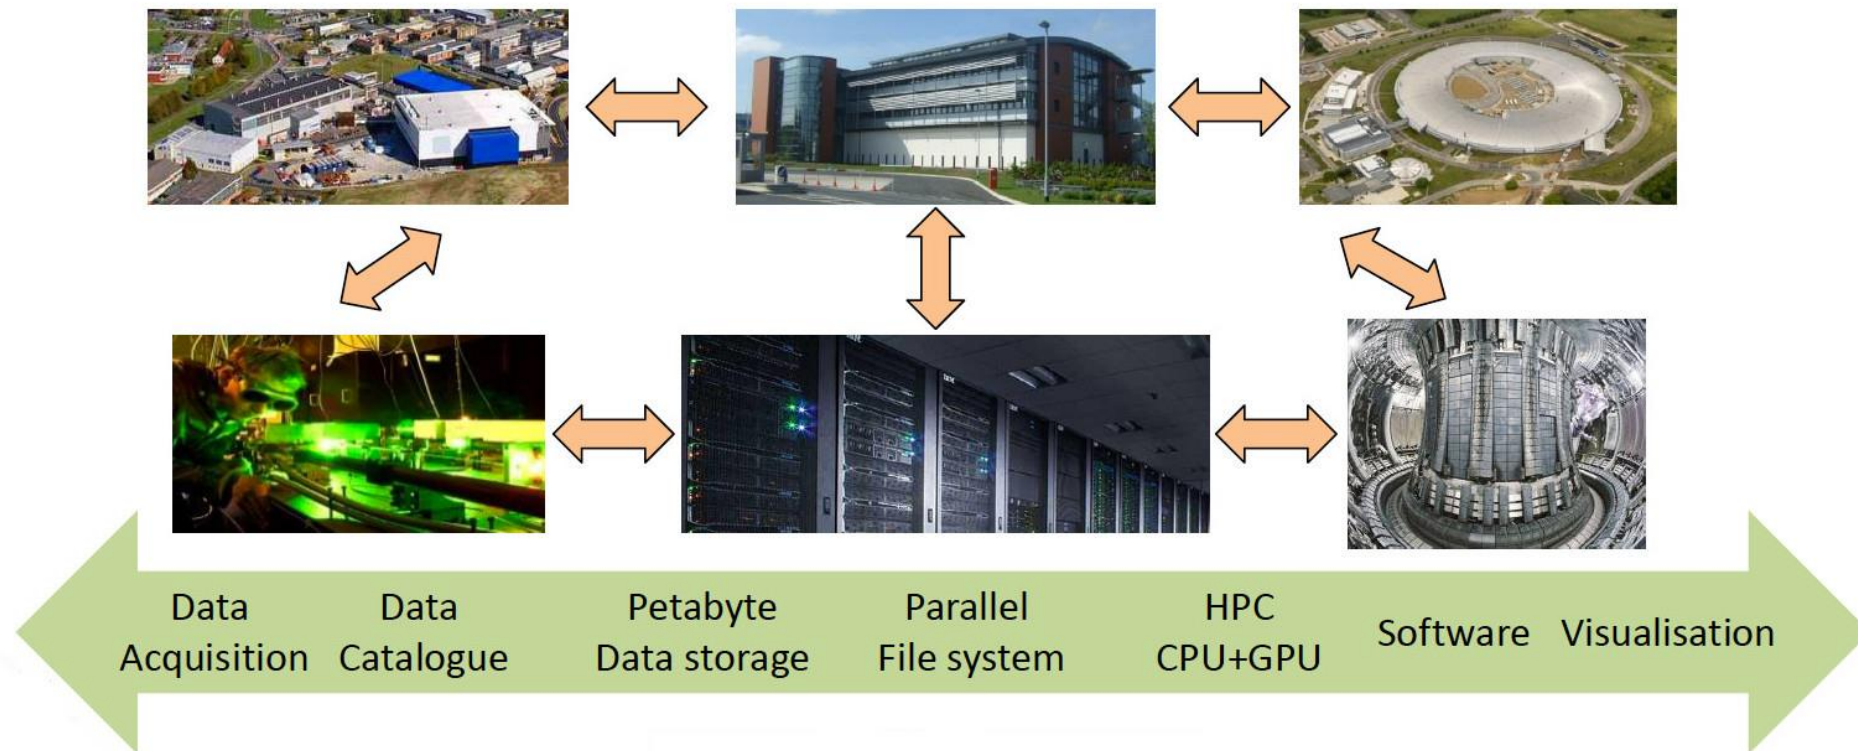 Data
Acquisition
Data
Catalogue
Petabyte
Data storage
Parallel
File system
HPC
CPU+GPU
Software
Visualisation